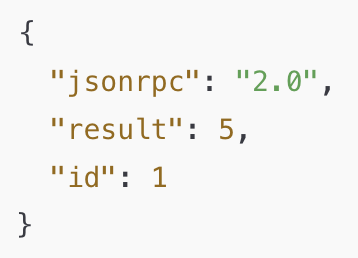 {
  "jsonrpc": "2.0",
  "result": 5,
  "id": 1
}